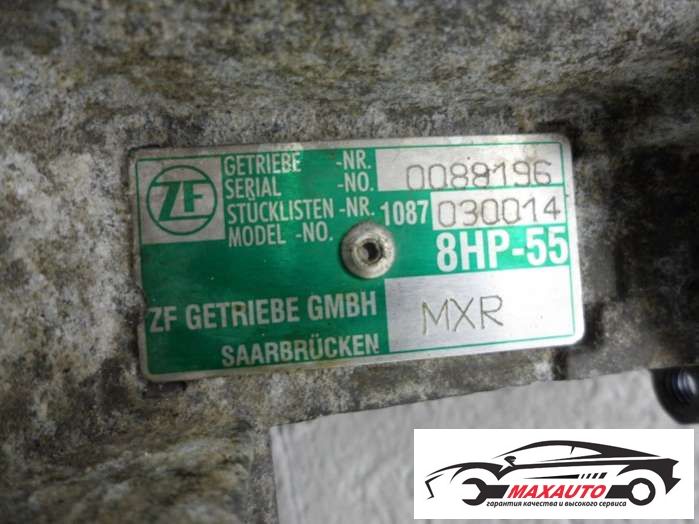 ZF
GETRIEBE -NR.
SERIAL -NO. 0088196
STÜCKLISTEN -NR. 1087 030014
MODEL -NO.
8HP-55
ZF GETRIEBE GMBH
SAARBRÜCKEN
MXR
MAXAUTO
гарантия качества и высокого сервиса